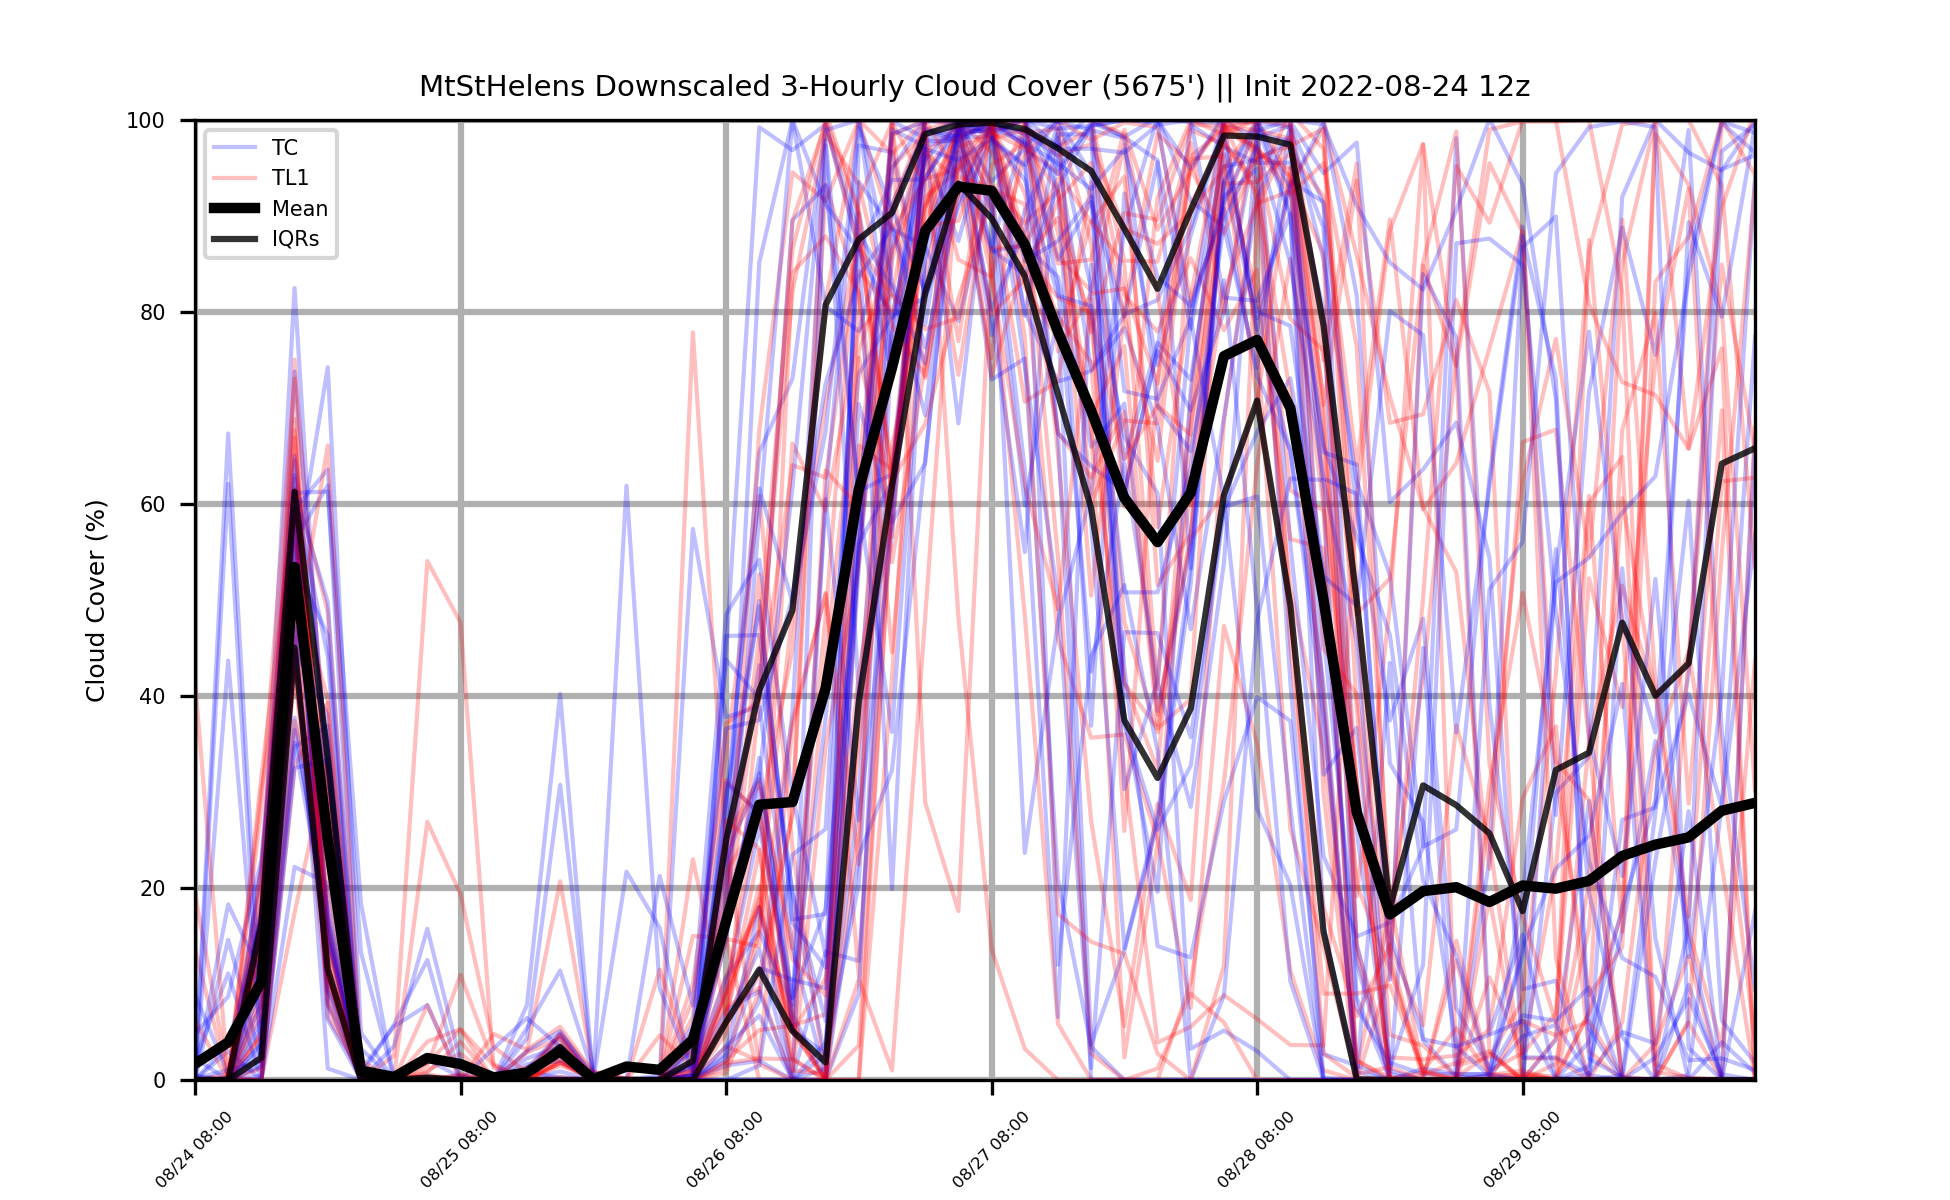 MtStHelens Downscaled 3-Hourly Cloud Cover (5675') || Init 2022-08-24 12z
100
80
60
40
20
0
Cloud Cover (%)
TC
TL1
Mean
IQRs
08/24 08:00
08/25 08:00
08/26 08:00
08/27 08:00
08/28 08:00
08/29 08:00